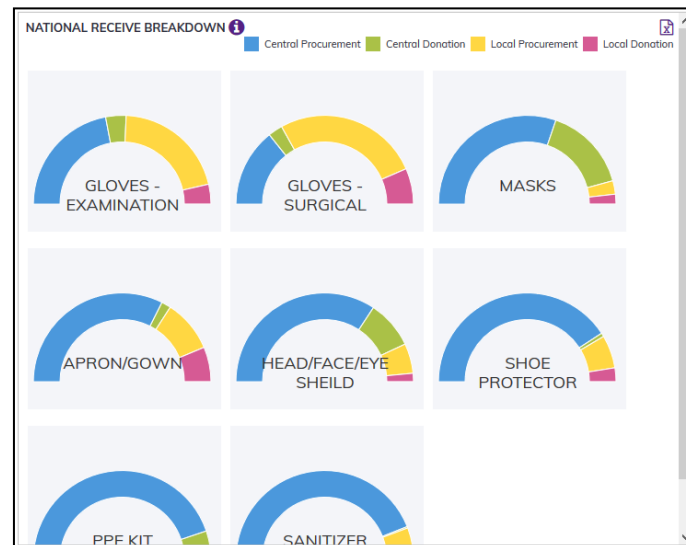 NATIONAL RECEIVE BREAKDOWN i
Central Procurement Central Donation Local Procurement Local Donation
GLOVES -
EXAMINATION
GLOVES -
SURGICAL
MASKS
APRON/GOWN
HEAD/FACE/EYE
SHEILD
SHOE
PROTECTOR
PPE KIT
SANITIZER